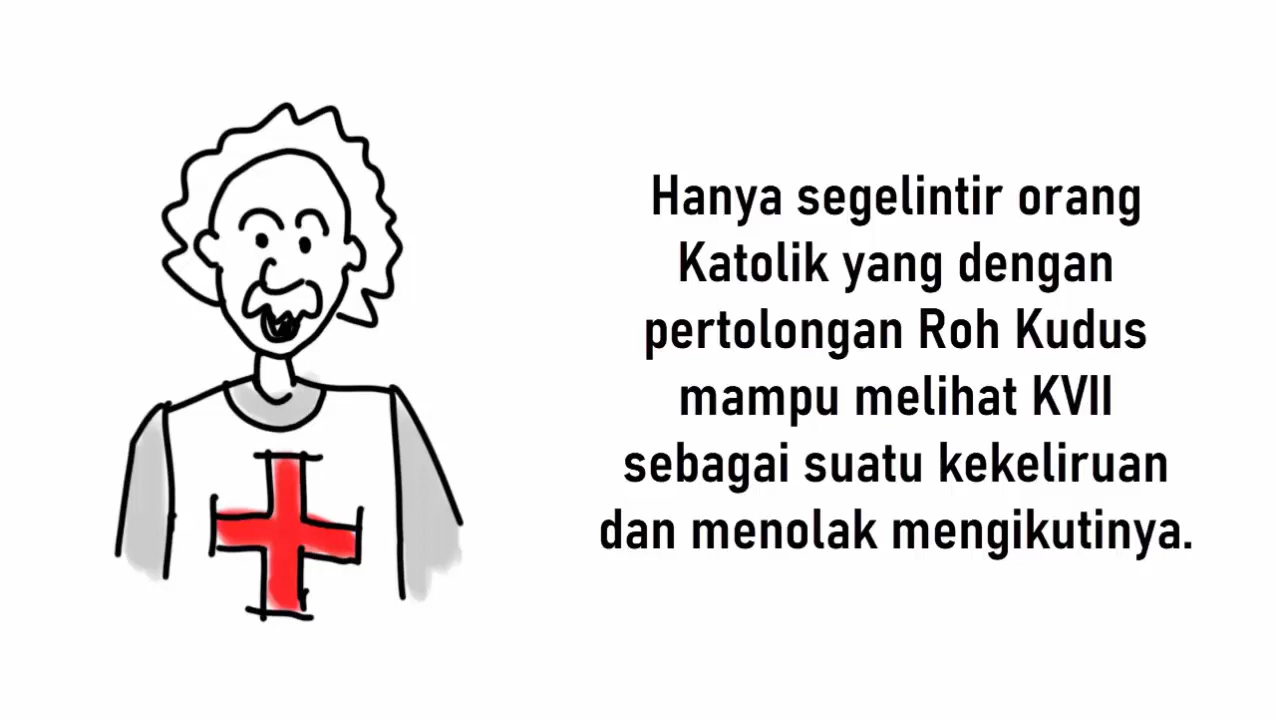 Hanya segelintir orang
Katolik yang dengan
pertolongan Roh Kudus
mampu melihat KVII
sebagai suatu kekeliruan
dan menolak mengikutinya.